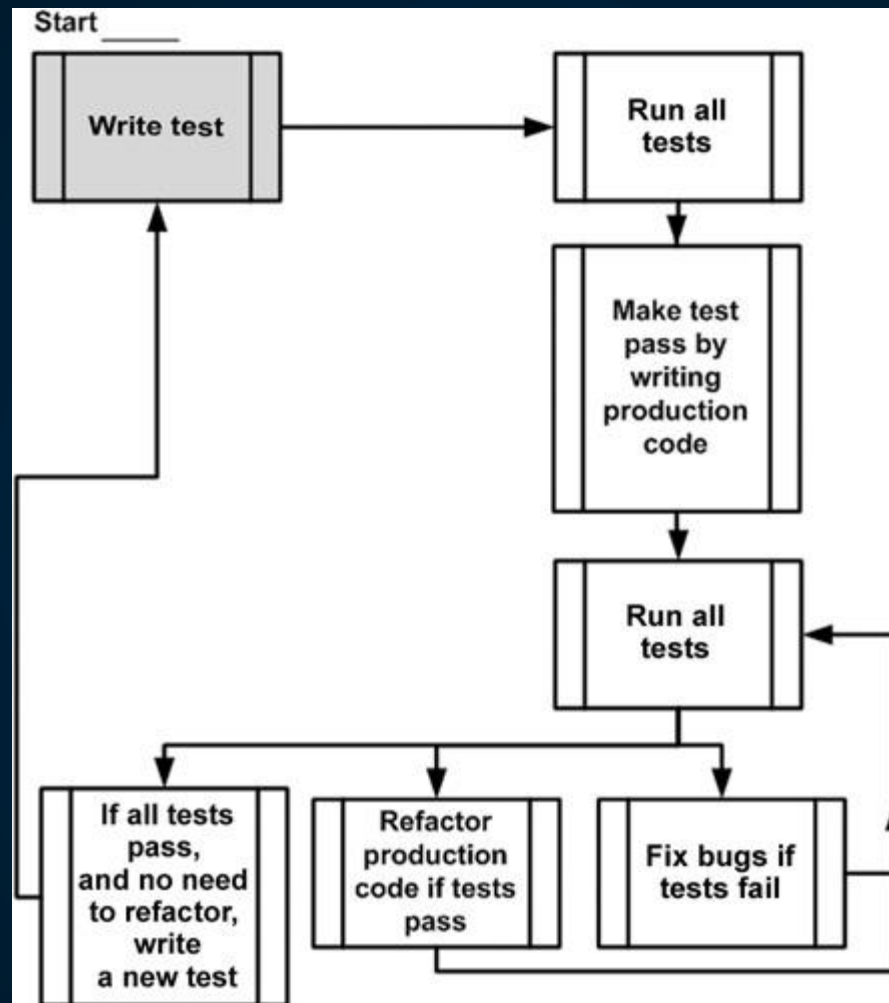 Start
Write test
Run all
tests
Make test
pass by
writing
production
code
Run all
tests
If all tests
pass,
and no need
to refactor,
write
a new test
Refactor
production
code if tests
pass
Fix bugs if
tests fail